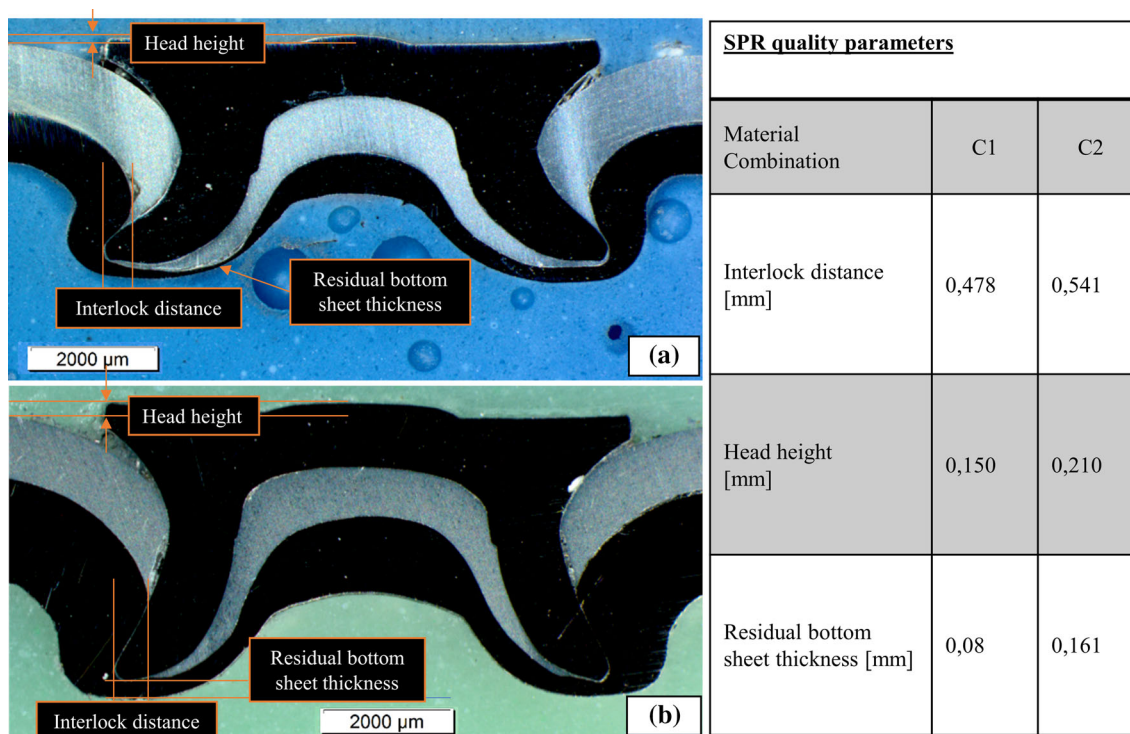 Head height
Interlock distance
Residual bottom
sheet thickness
2000 µm
(a)
Head height
Residual bottom
sheet thickness
Interlock distance
2000 µm
(b)
SPR quality parameters
Material
Combination
C1
C2
Interlock distance
[mm]
0,478
0,541
Head height
[mm]
0,150
0,210
Residual bottom
sheet thickness [mm]
0,08
0,161